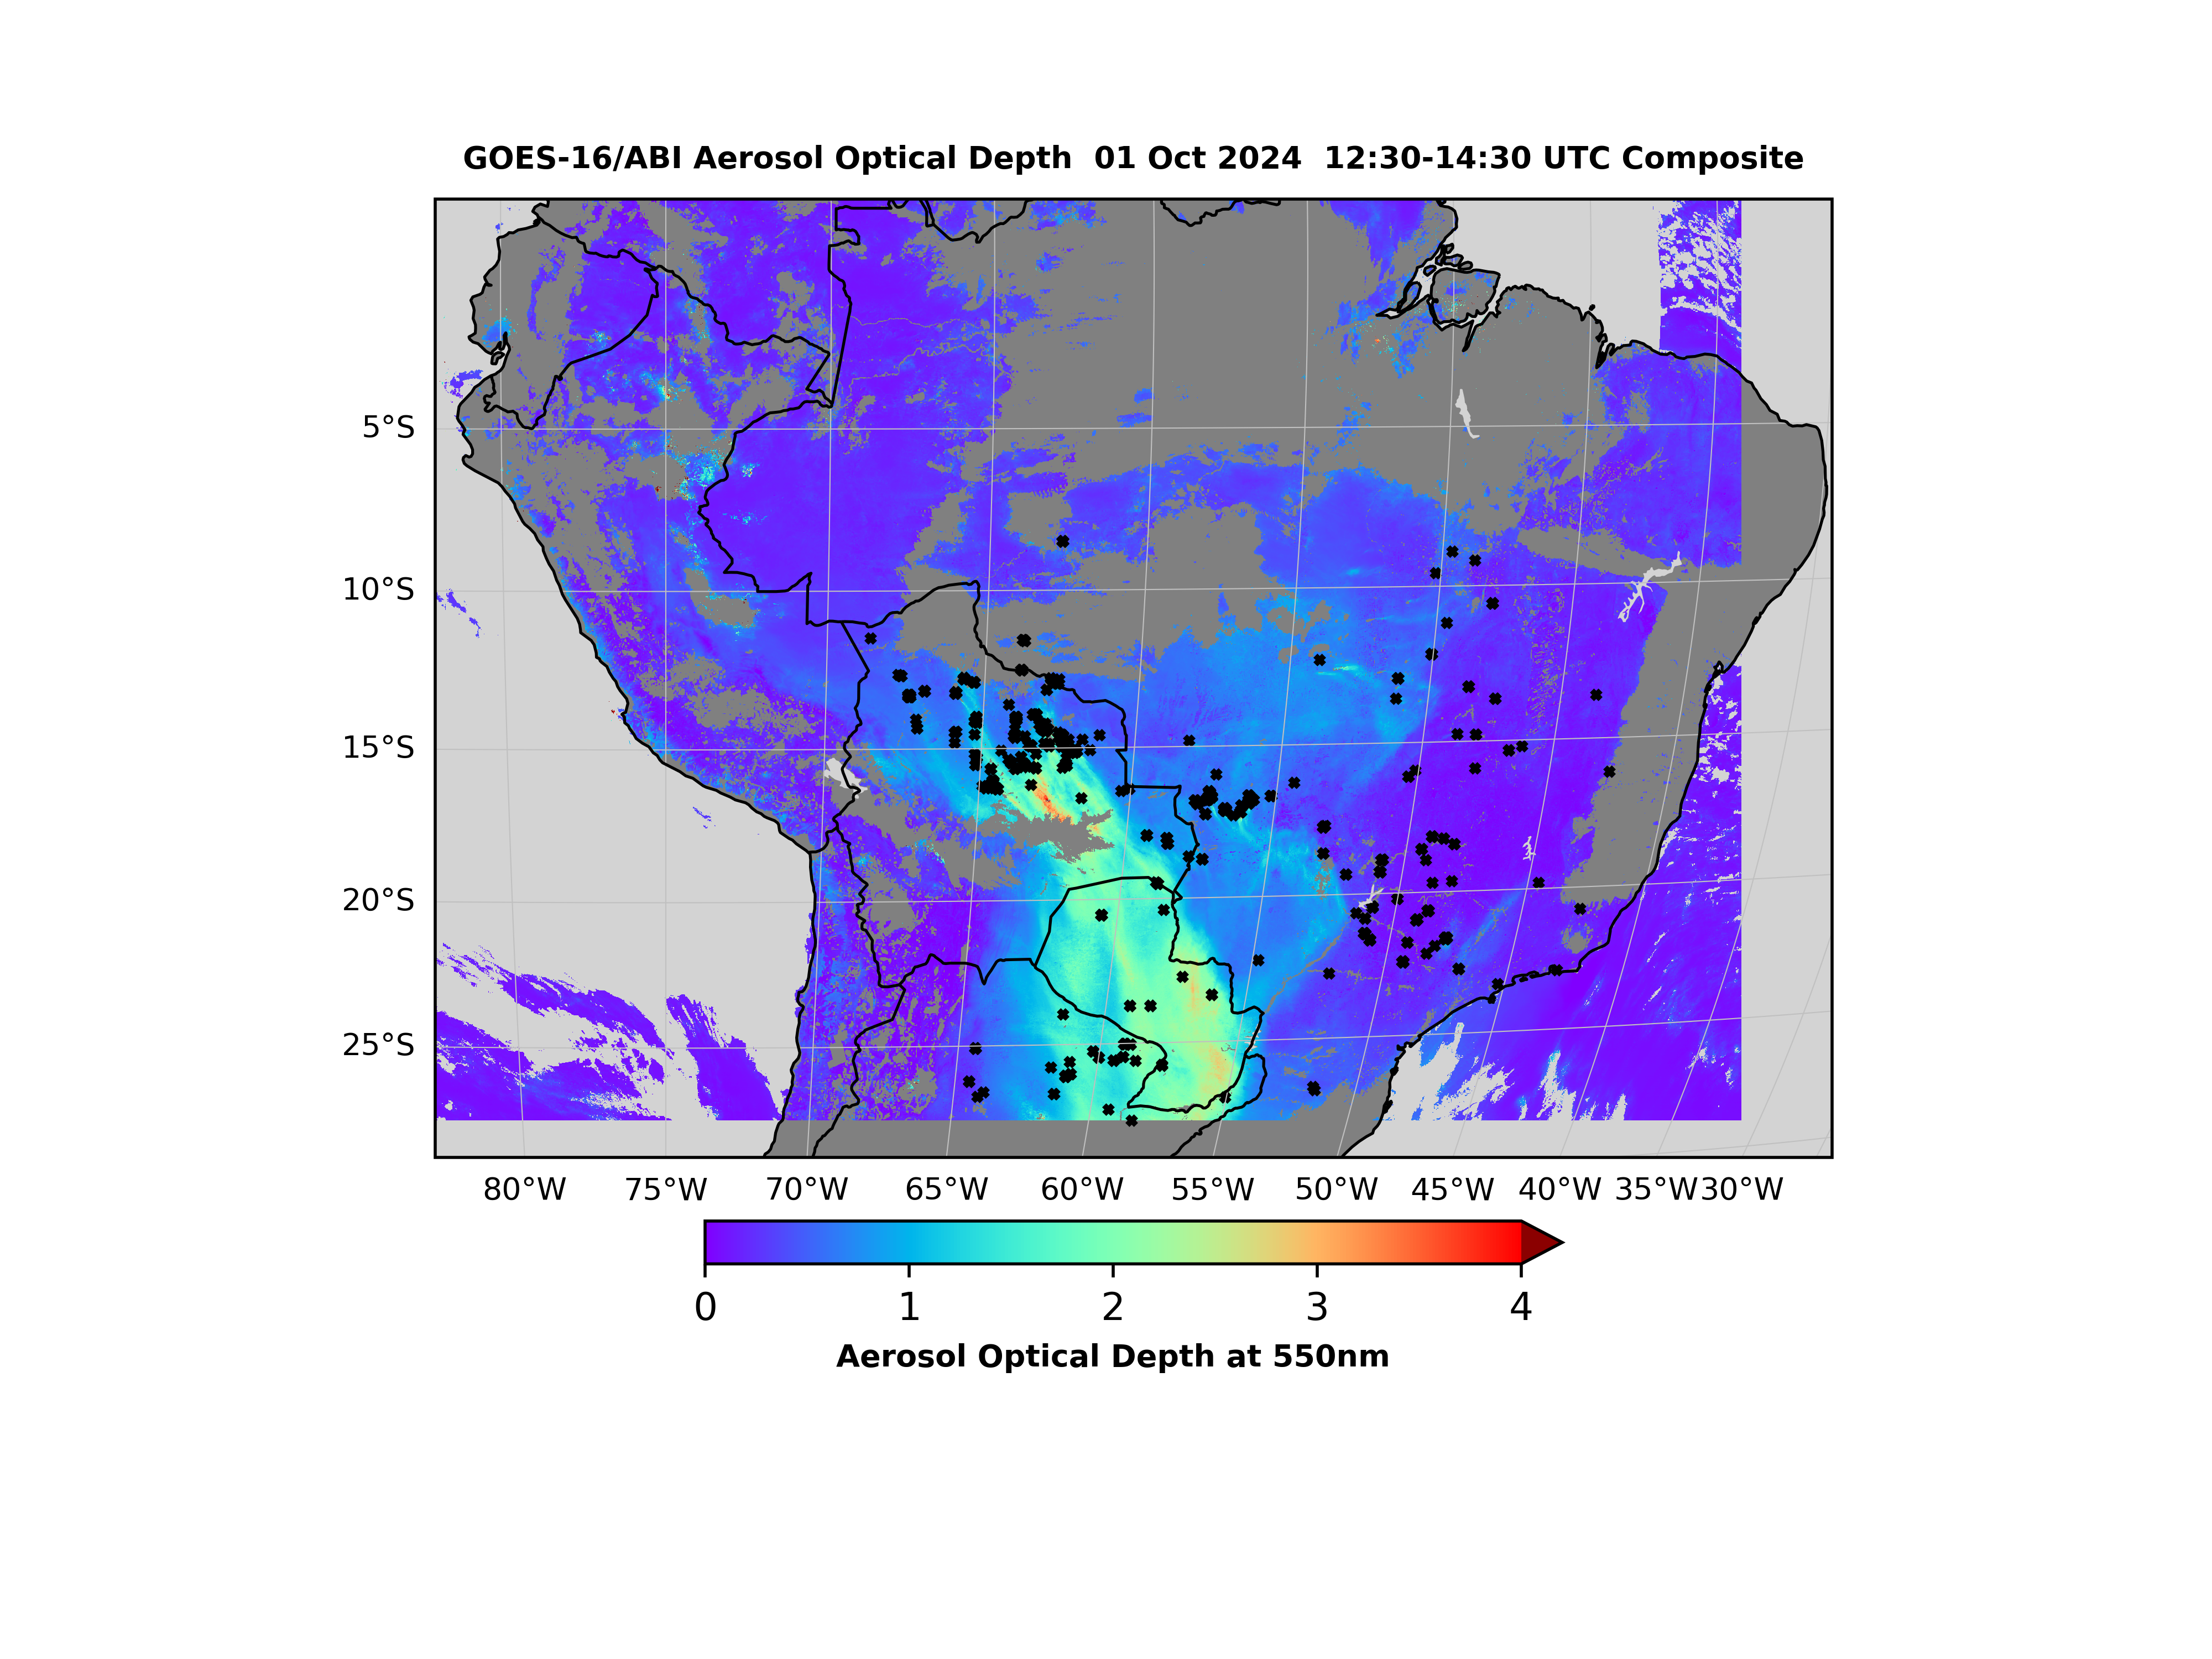 GOES-16/ABI Aerosol Optical Depth  01 Oct 2024  12:30-14:30 UTC Composite
5°S
10°S
15°S
20°S
25°S
80°W 75°W 70°W 65°W 60°W 55°W 50°W 45°W 40°W 35°W 30°W
0 1 2 3 4
Aerosol Optical Depth at 550nm